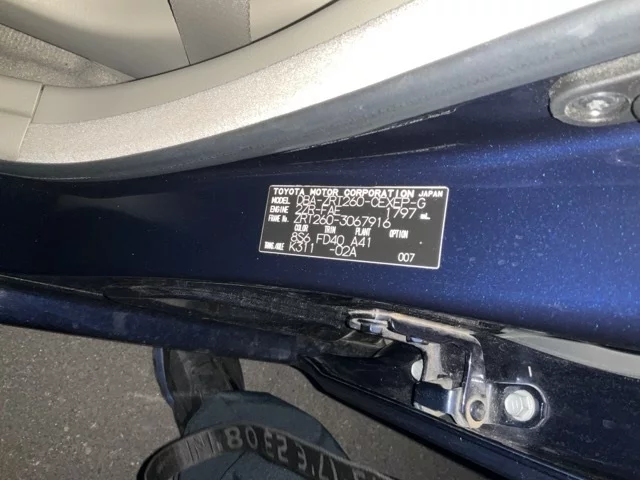 TOYOTA MOTOR CORPORATION JAPAN
MODEL DBA-ZRT260-CEXEP-G
ENGINE 2ZR-FAE 1797 mL
FRAME No. ZRT260-3067916
COLOR TRIM PLANT OPTION
8S6 FD40 A41
TRANS./AXLE K311 -02A
007